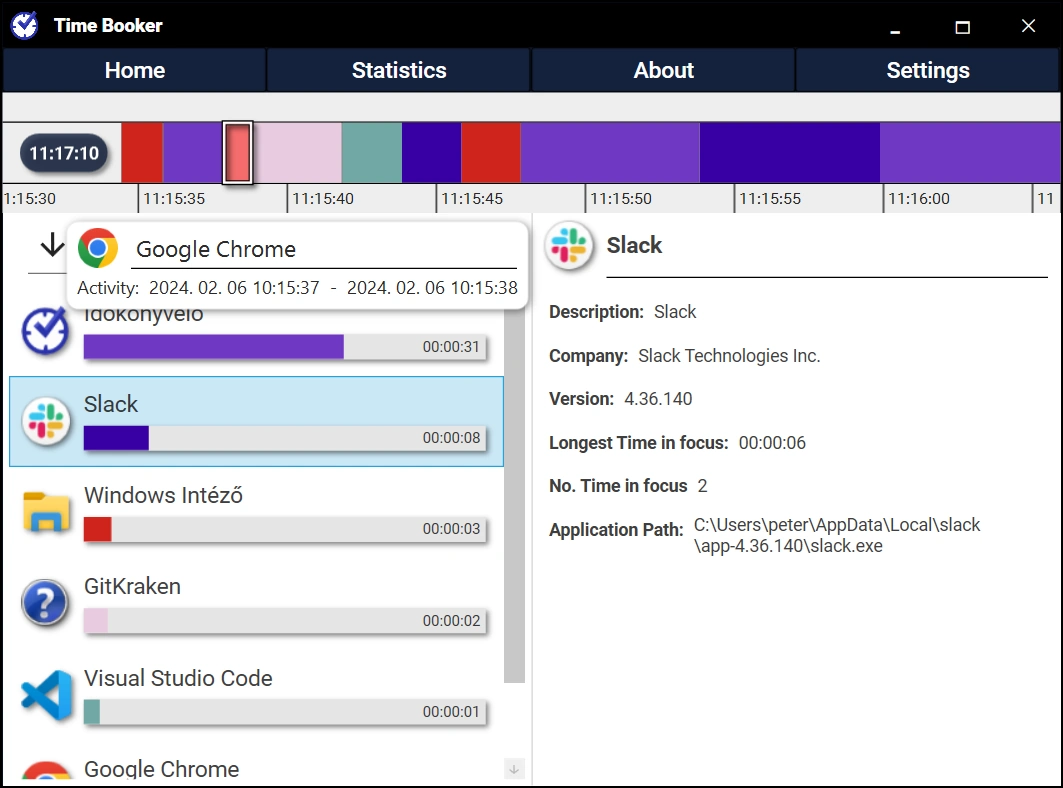 Time Booker
Home Statistics About Settings
11:17:10
1:15:30 11:15:35 11:15:40 11:15:45 11:15:50 11:15:55 11:16:00 11
Google Chrome
Activity: 2024. 02. 06 10:15:37 - 2024. 02. 06 10:15:38
Időkönyvelő
00:00:31
Slack
00:00:08
Windows Intéző
00:00:03
GitKraken
00:00:02
Visual Studio Code
00:00:01
Google Chrome
Slack
Description: Slack
Company: Slack Technologies Inc.
Version: 4.36.140
Longest Time in focus: 00:00:06
No. Time in focus 2
Application Path: C:\Users\peter\AppData\Local\slack
\app-4.36.140\slack.exe